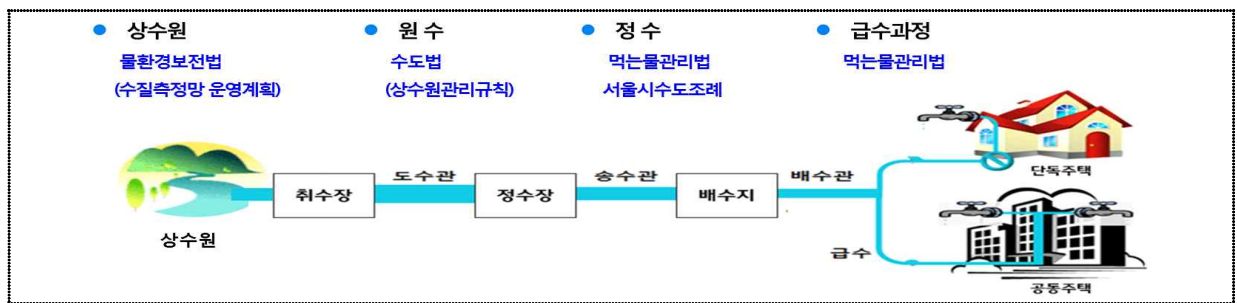 상수원
물환경보전법
(수질측정망 운영계획)
원 수
수도법
(상수원관리규칙)
정 수
먹는물관리법
서울시수도조례
급수과정
먹는물관리법
상수원
취수장
도수관
정수장
송수관
배수지
배수관
급수
단독주택
공동주택